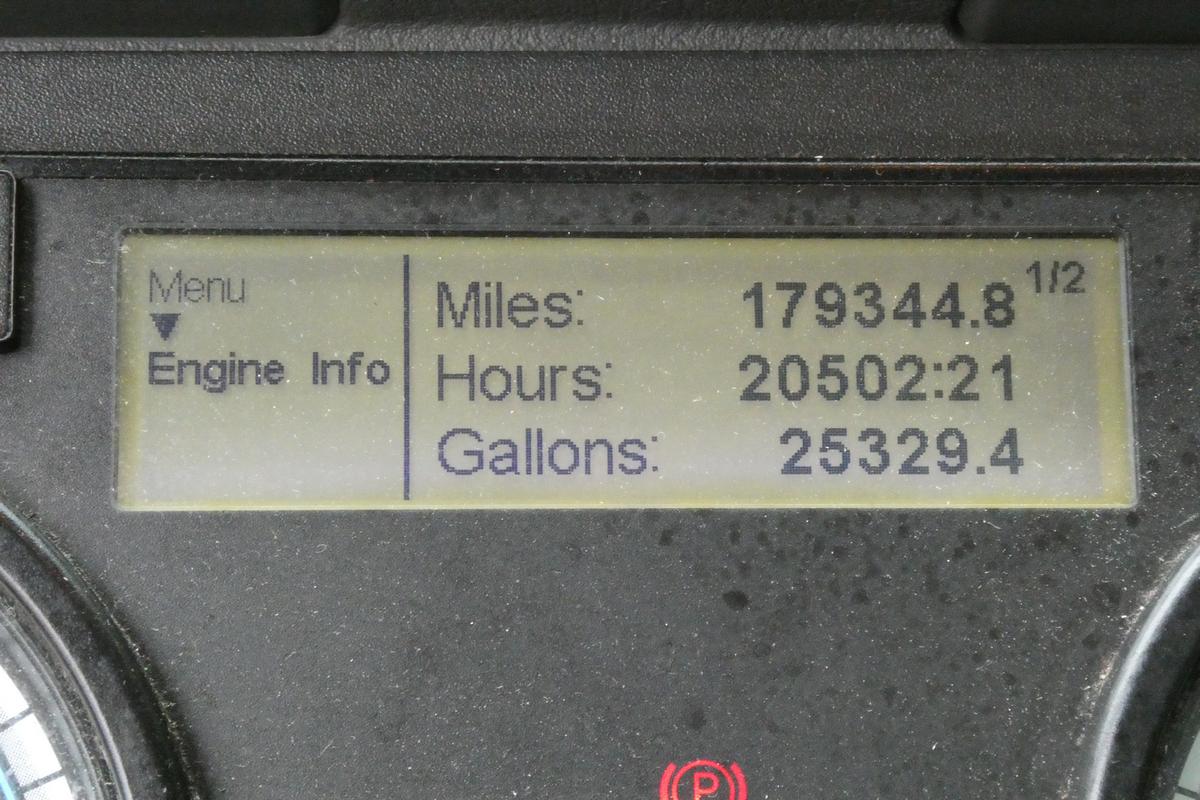 Menu
Engine Info
Miles: 179344.8 1/2
Hours: 20502:21
Gallons: 25329.4
P